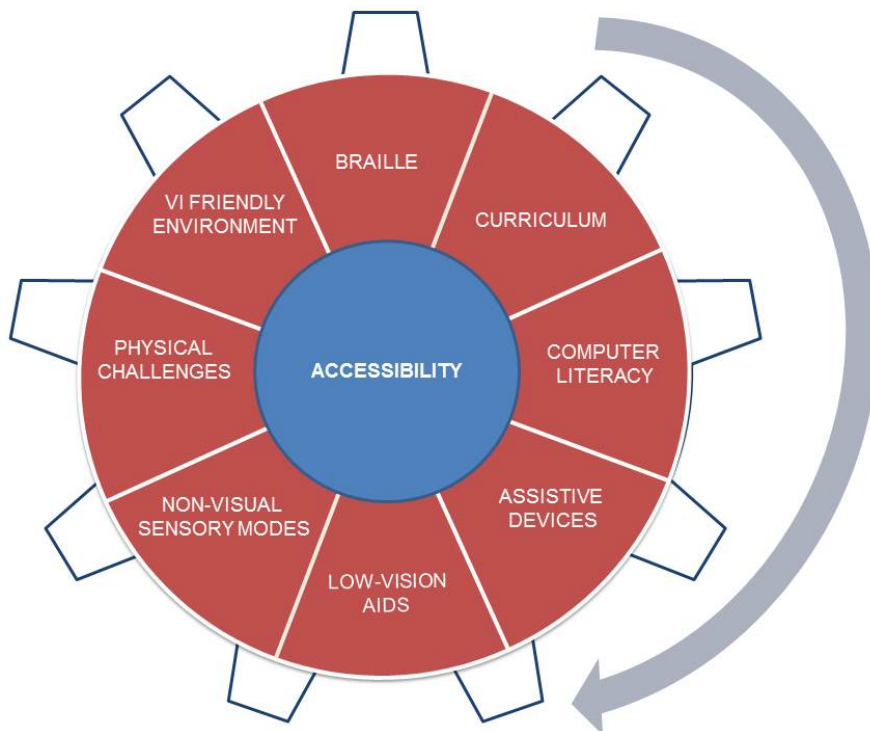 BRAILLE
CURRICULUM
COMPUTER
LITERACY
ASSISTIVE
DEVICES
LOW-VISION
AIDS
NON-VISUAL
SENSORY MODES
PHYSICAL
CHALLENGES
VI FRIENDLY
ENVIRONMENT
ACCESSIBILITY